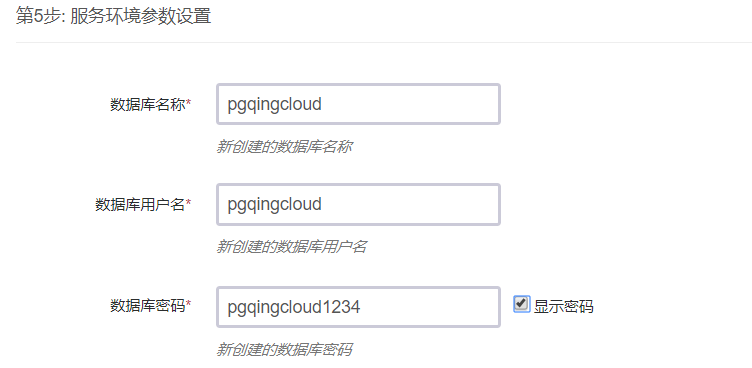 第5步: 服务环境参数设置
数据库名称* pgqingcloud
新创建的数据库名称
数据库用户名* pgqingcloud
新创建的数据库用户名
数据库密码* pgqingcloud1234 显示密码
新创建的数据库密码